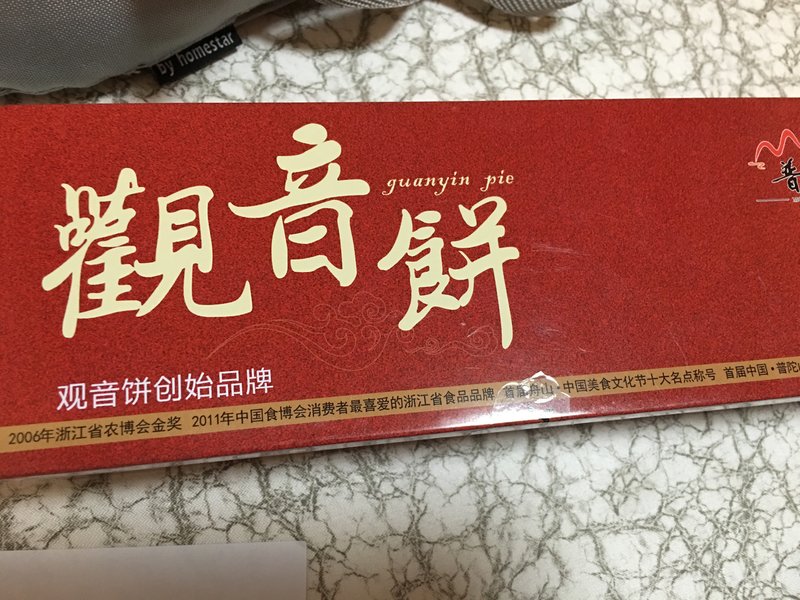 by homestar
觀音餅
guanyin pie
普
观音饼创始品牌
2006年浙江省农博会金奖 2011年中国食博会消费者最喜爱的浙江省食品品牌 首届舟山·中国美食文化节十大名点称号 首届中国·普陀